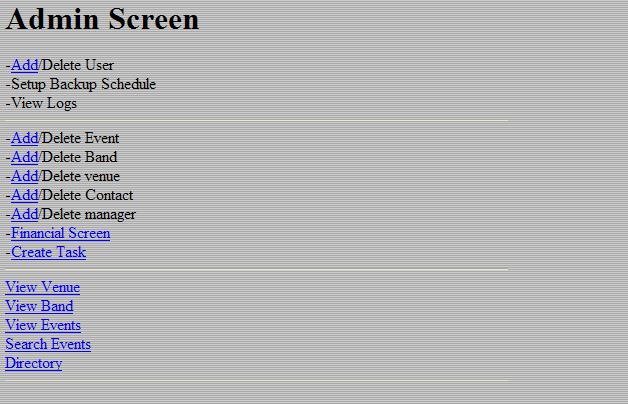 Admin Screen
-Add/Delete User
-Setup Backup Schedule
-View Logs
-Add/Delete Event
-Add/Delete Band
-Add/Delete venue
-Add/Delete Contact
-Add/Delete manager
-Financial Screen
-Create Task
View Venue
View Band
View Events
Search Events
Directory